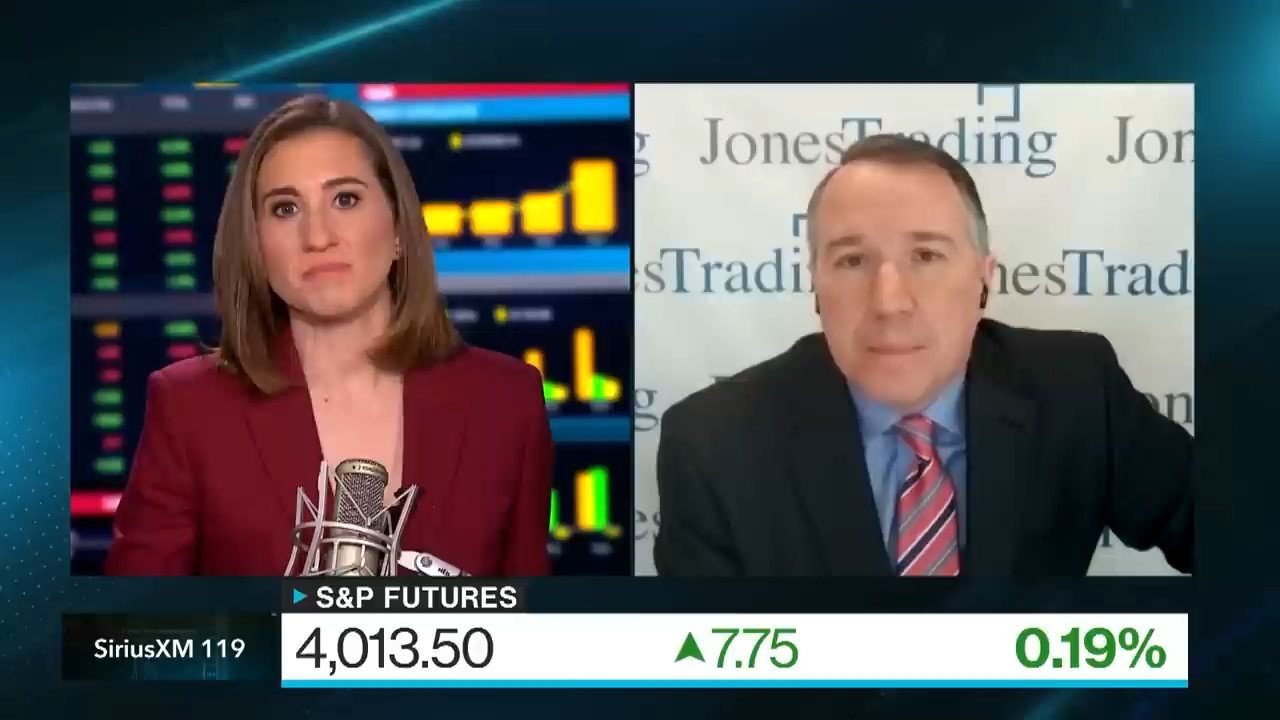 JonesTrading Jon
esTradi nesTrad
S&P FUTURES
SiriusXM 119
4,013.50 ▲7.75 0.19%